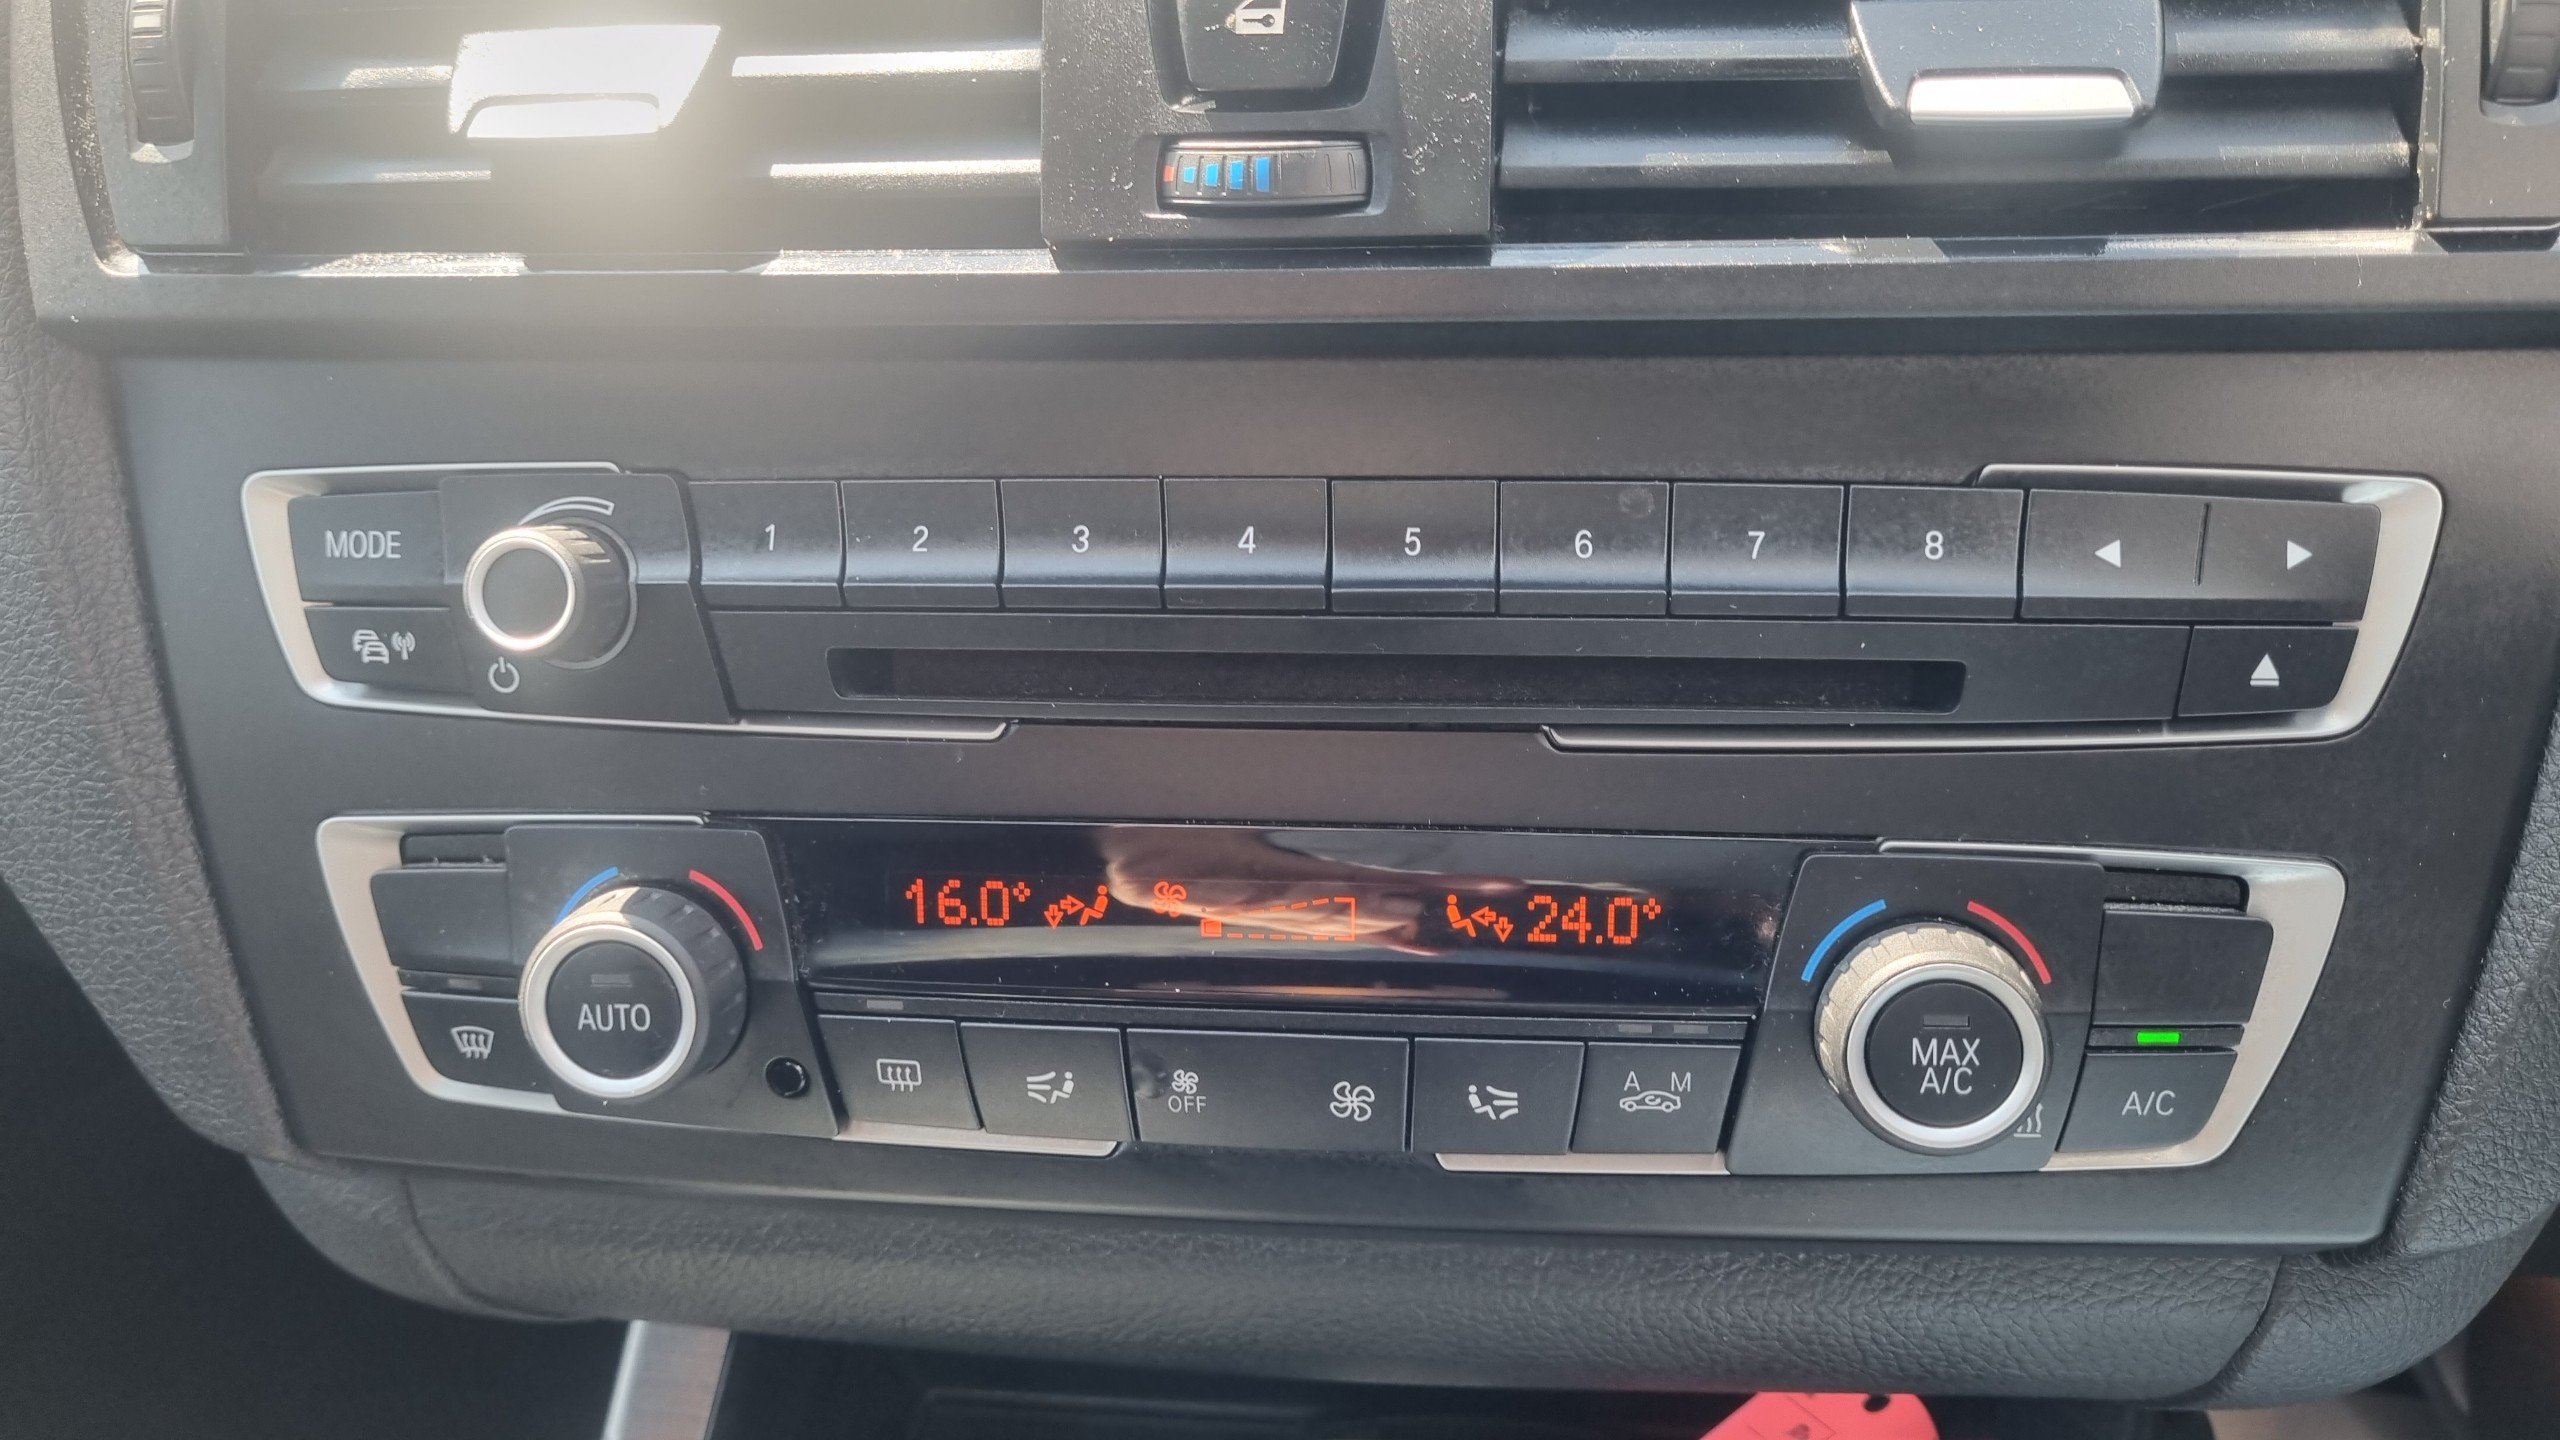 MODE
1 2 3 4 5 6 7 8
16.0° 24.0°
AUTO
OFF
A M
MAX
A/C
A/C